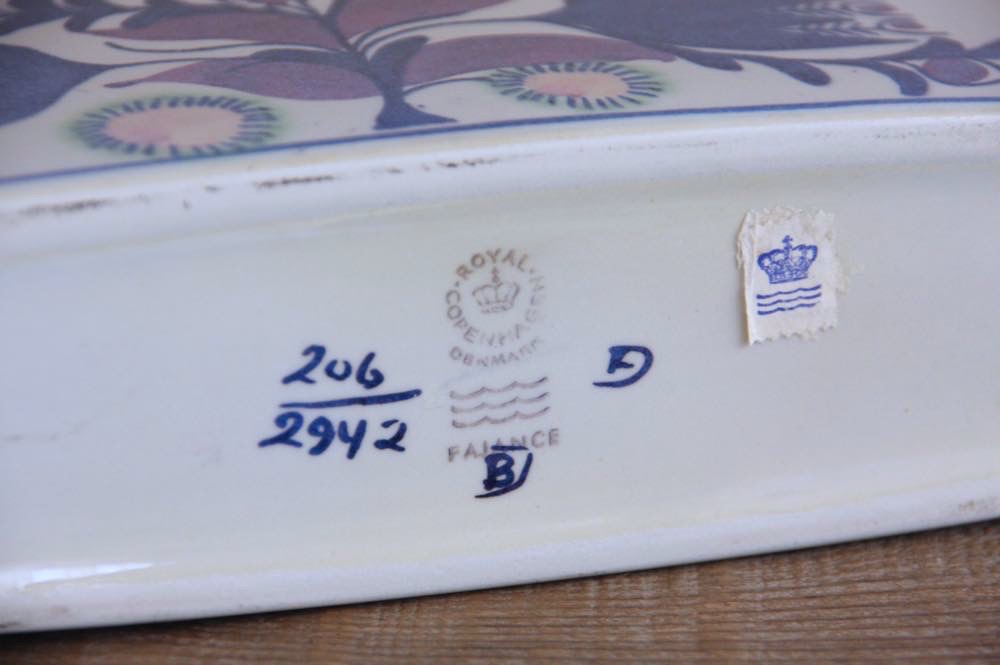 ROYAL·COPENHAGEN
DENMARK
206
2942
FAJANCE
B